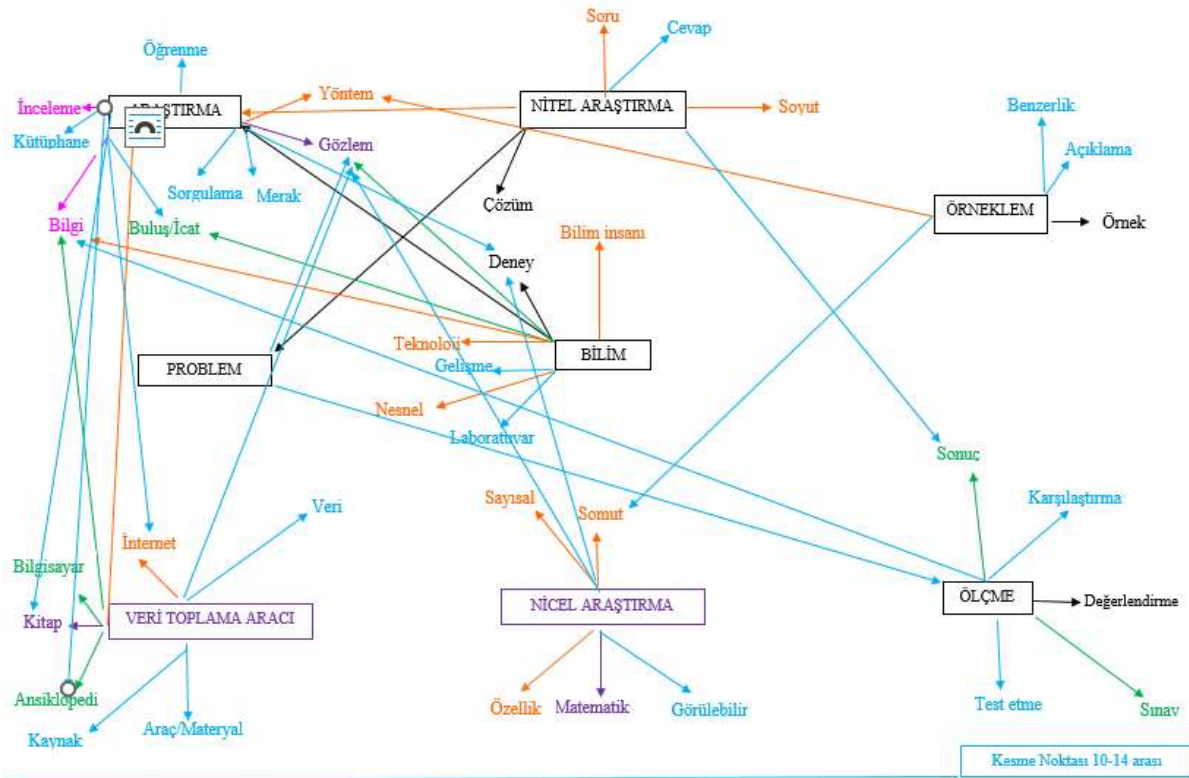 Soru
Cevap
Öğrenme
İnceleme
ARAŞTIRMA
Yöntem
NİTEL ARAŞTIRMA
Soyut
Benzerlik
Kütüphane
Gözlem
Açıklama
Sorgulama
Merak
Çözüm
ÖRNEKLEM
Örnek
Bilgi
Buluş/İcat
Bilim insanı
Deney
Teknoloji
BİLİM
PROBLEM
Gelişme
Nesnel
Laboratuvar
Sonuç
Sayısal
Veri
Somut
Karşılaştırma
İnternet
Bilgisayar
VERİ TOPLAMA ARACI
NİCEL ARAŞTIRMA
ÖLÇME
Değerlendirme
Kitap
Ansiklopedi
Özellik
Matematik
Görülebilir
Test etme
Sınav
Kaynak
Araç/Materyal
Kesme Noktası 10-14 arası